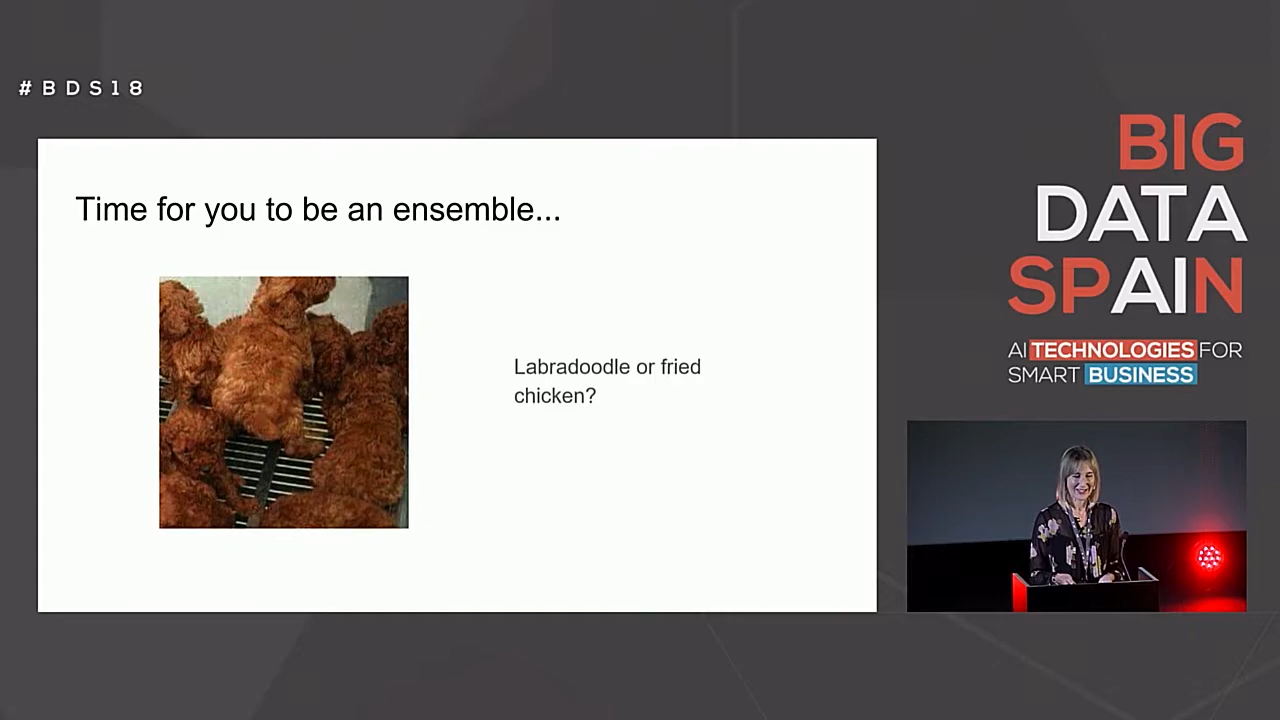 #BDS18
Time for you to be an ensemble...
Labradoodle or fried
chicken?
BIG
DATA
SPAIN
AI TECHNOLOGIES FOR
SMART BUSINESS